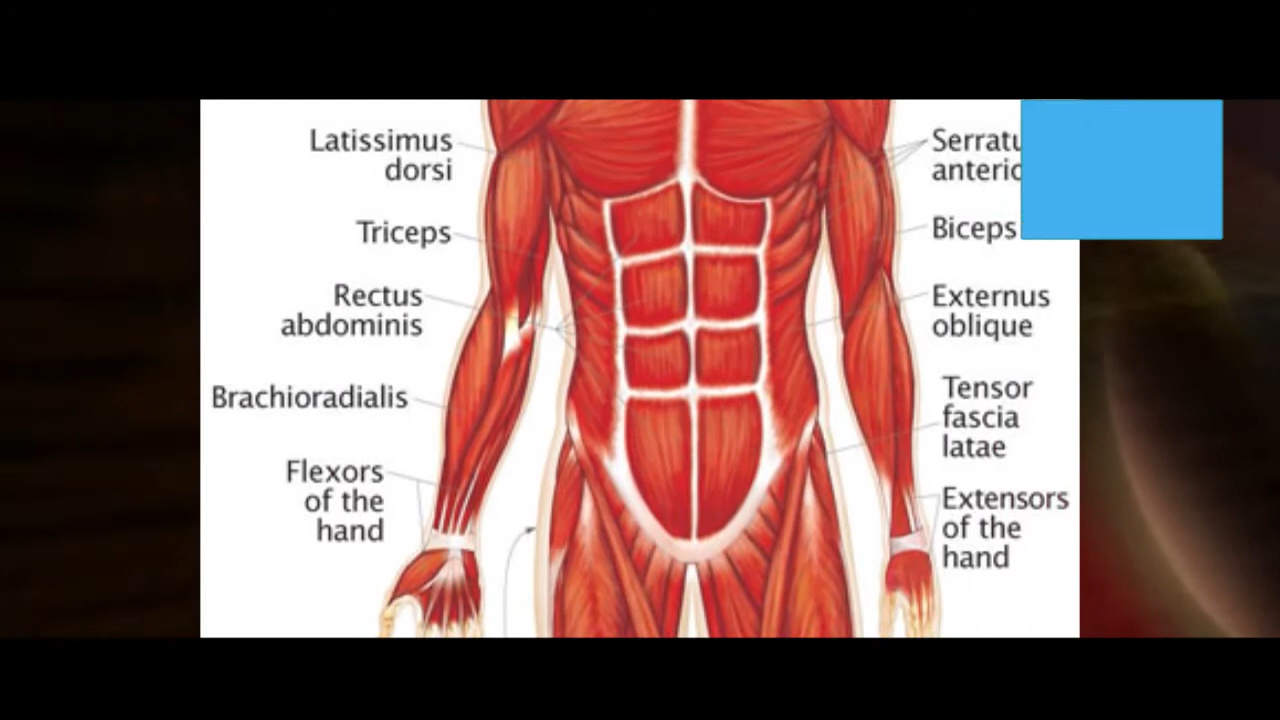 Latissimus
dorsi
Triceps
Rectus
abdominis
Brachioradialis
Flexors
of the
hand
Biceps
Externus
oblique
Tensor
fascia
latae
Extensors
of the
hand